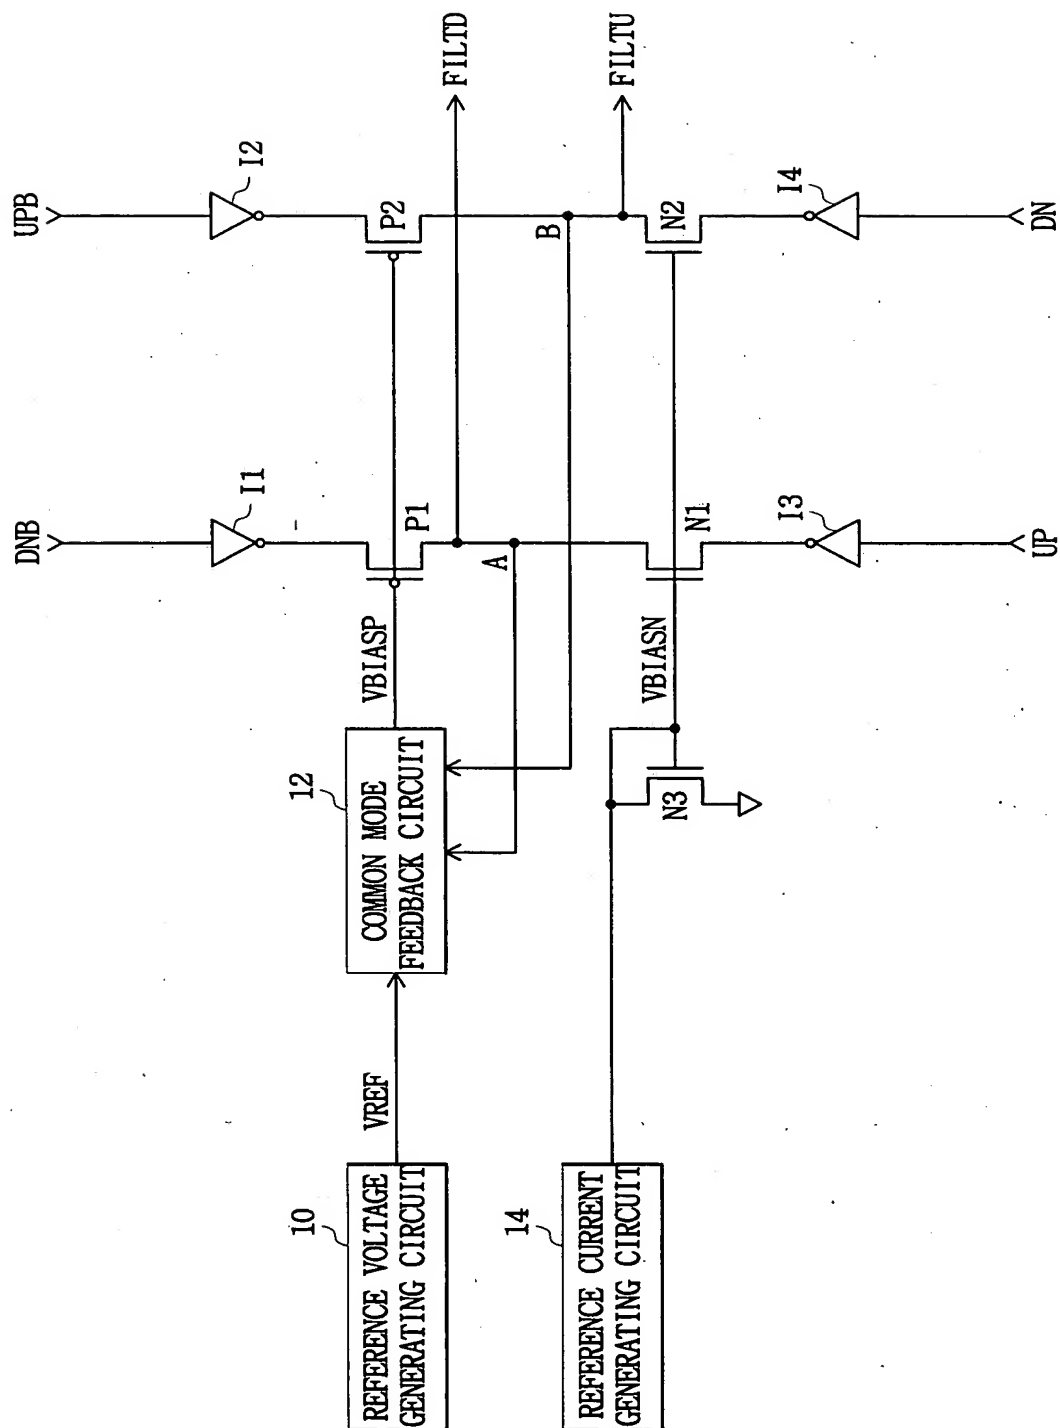 UPB
DNB
I2
I1
P2
P1
FILTD
FILTU
B
A
N2
N1
I4
I3
DN
UP
VBIASP
VBIASN
12
COMMON MODE
FEEDBACK CIRCUIT
N3
VREF
10
REFERENCE VOLTAGE
GENERATING CIRCUIT
14
REFERENCE CURRENT
GENERATING CIRCUIT